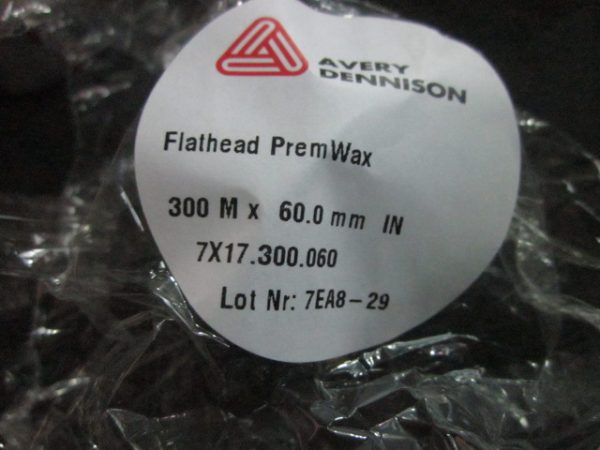 AVERY
DENNISON
Flathead PremWax
300 M x 60.0 mm IN
7X17.300.060
Lot Nr: 7EA8-29